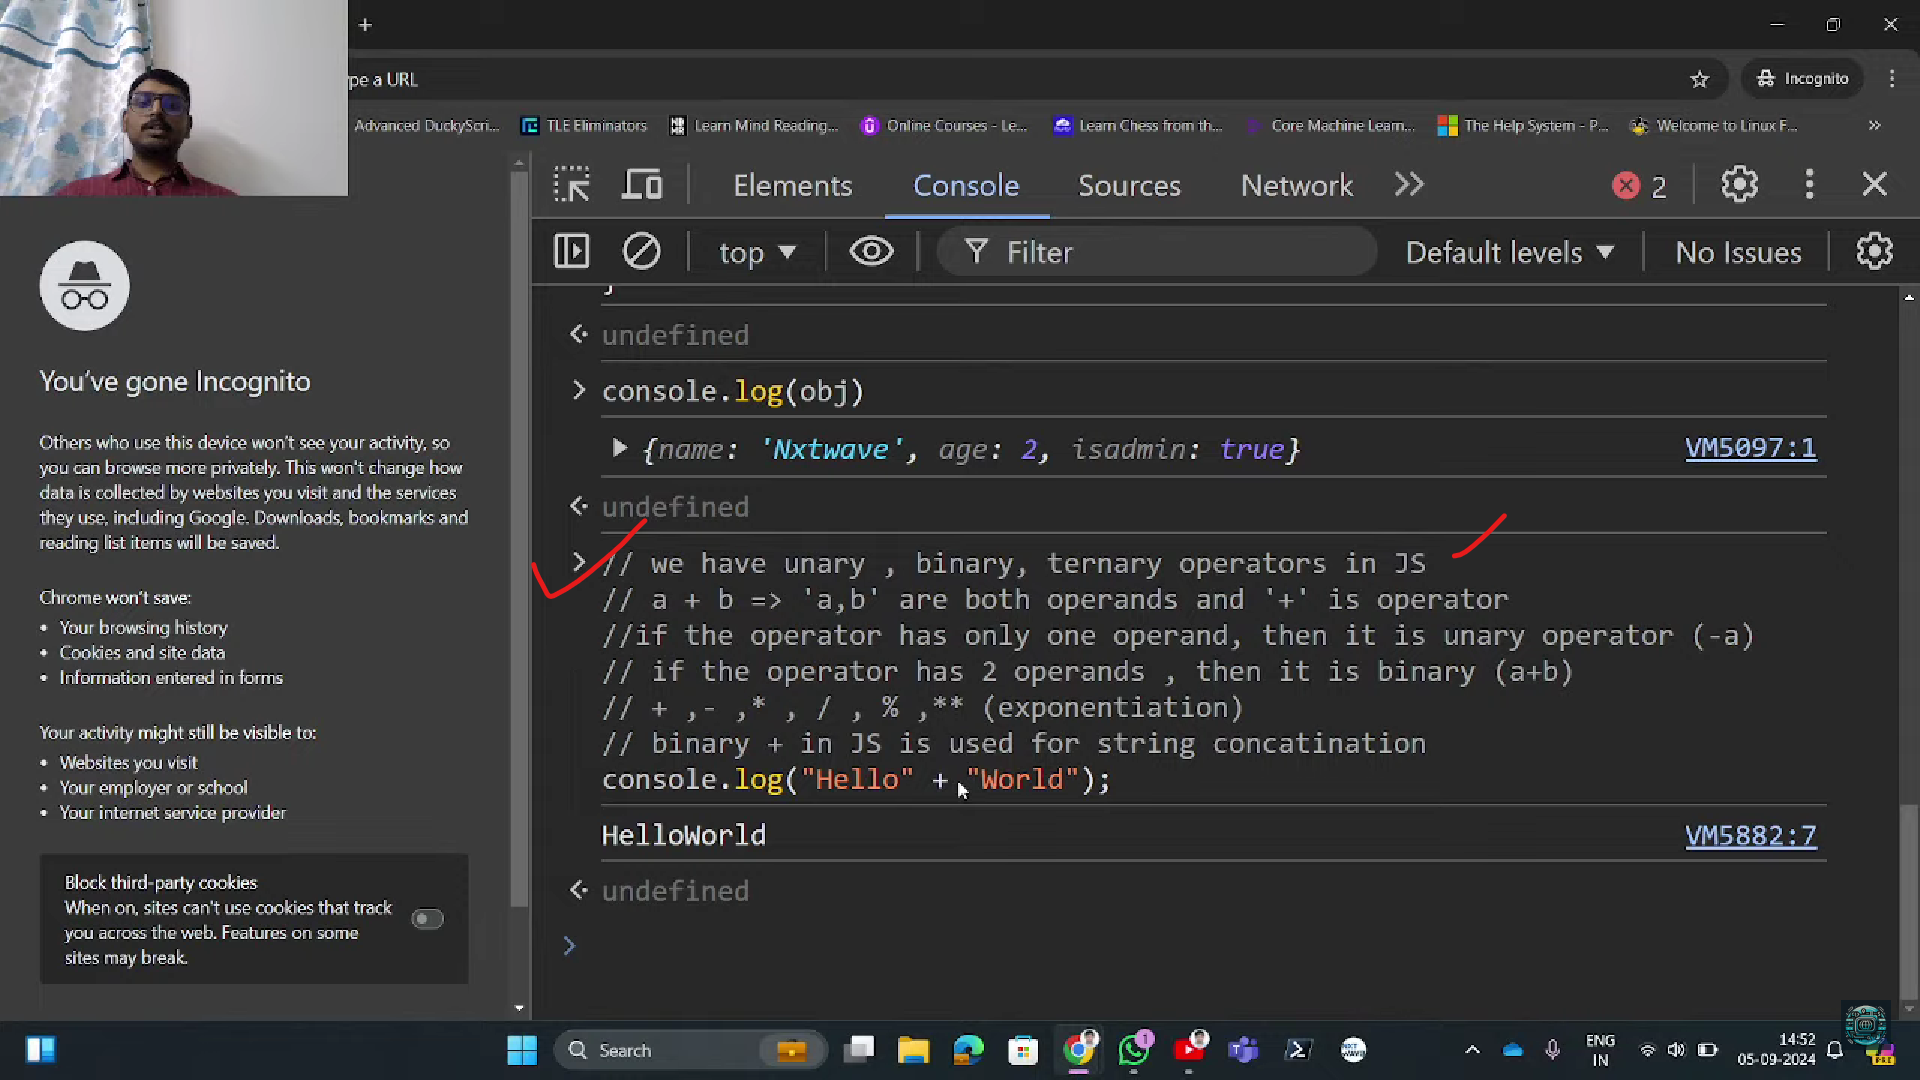 ype a URL
Incognito
Advanced DuckyScri...
TLE Eliminators
Learn Mind Reading...
Online Courses - Le...
Learn Chess from th...
Core Machine Learn...
The Help System - P...
Welcome to Linux F...
Elements
Console
Sources
Network
2
top
Filter
Default levels
No Issues
You've gone Incognito
Others who use this device won't see your activity, so
you can browse more privately. This won't change how
data is collected by websites you visit and the services
they use, including Google. Downloads, bookmarks and
reading list items will be saved.
Chrome won't save:
• Your browsing history
• Cookies and site data
• Information entered in forms
Your activity might still be visible to:
• Websites you visit
• Your employer or school
• Your internet service provider
Block third-party cookies
When on, sites can't use cookies that track
you across the web. Features on some
sites may break.
undefined
console.log(obj)
{name: 'Nxtwave', age: 2, isadmin: true}
VM5097:1
undefined
// we have unary , binary, ternary operators in JS
// a + b => 'a,b' are both operands and '+' is operator
//if the operator has only one operand, then it is unary operator (-a)
// if the operator has 2 operands , then it is binary (a+b)
// + ,- ,* , / , % ,** (exponentiation)
// binary + in JS is used for string concatination
console.log("Hello" + "World");
HelloWorld
VM5882:7
undefined
Search
1
ENG
IN
14:52
05-09-2024